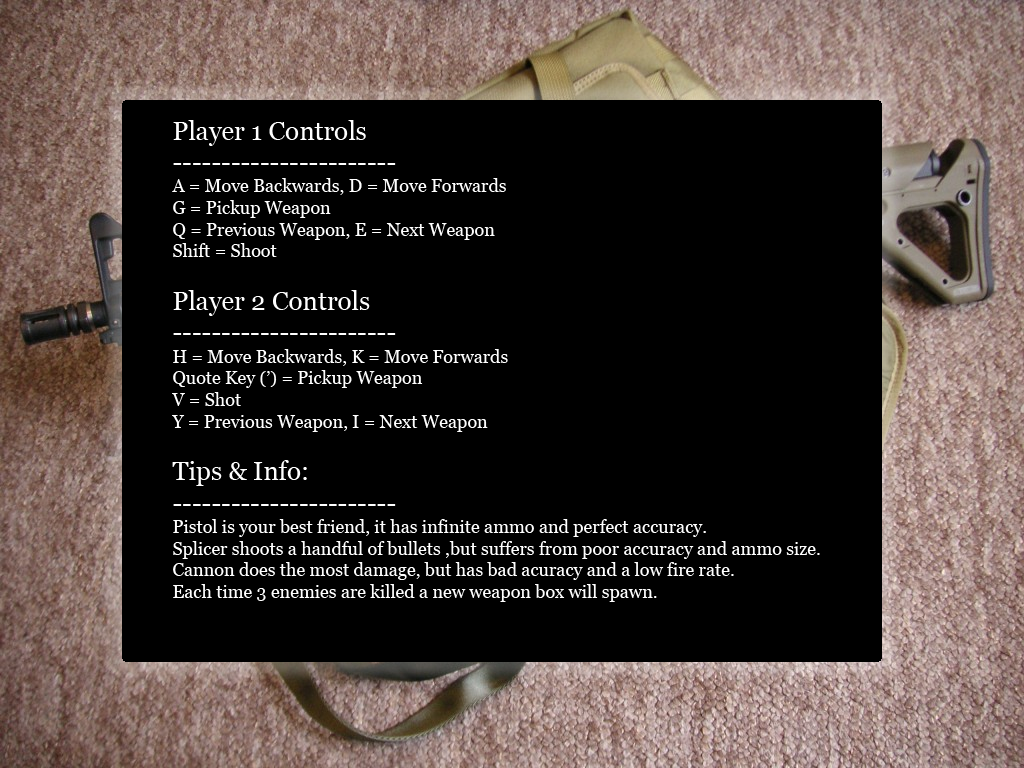 Player 1 Controls
-----------------------
A = Move Backwards, D = Move Forwards
G = Pickup Weapon
Q = Previous Weapon, E = Next Weapon
Shift = Shoot
Player 2 Controls
-----------------------
H = Move Backwards, K = Move Forwards
Quote Key (’) = Pickup Weapon
V = Shot
Y = Previous Weapon, I = Next Weapon
Tips & Info:
-----------------------
Pistol is your best friend, it has infinite ammo and perfect accuracy.
Splicer shoots a handful of bullets ,but suffers from poor accuracy and ammo size.
Cannon does the most damage, but has bad acuracy and a low fire rate.
Each time 3 enemies are killed a new weapon box will spawn.